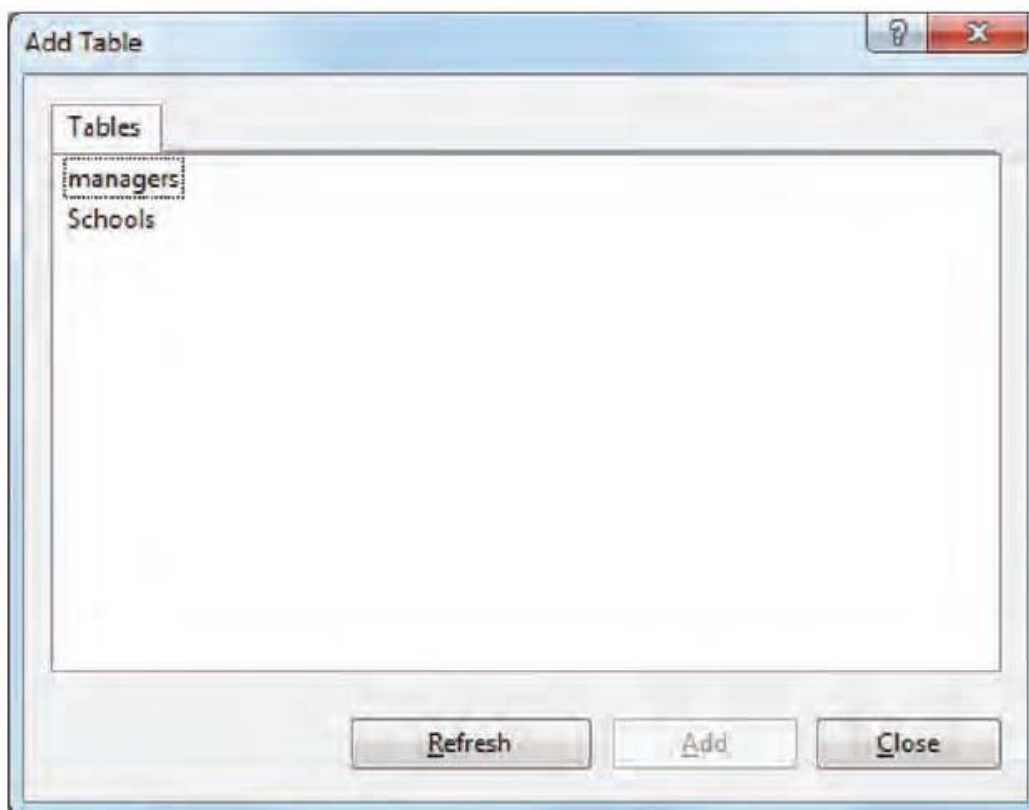 Add Table
Tables
managers
Schools
Refresh
Add
Close